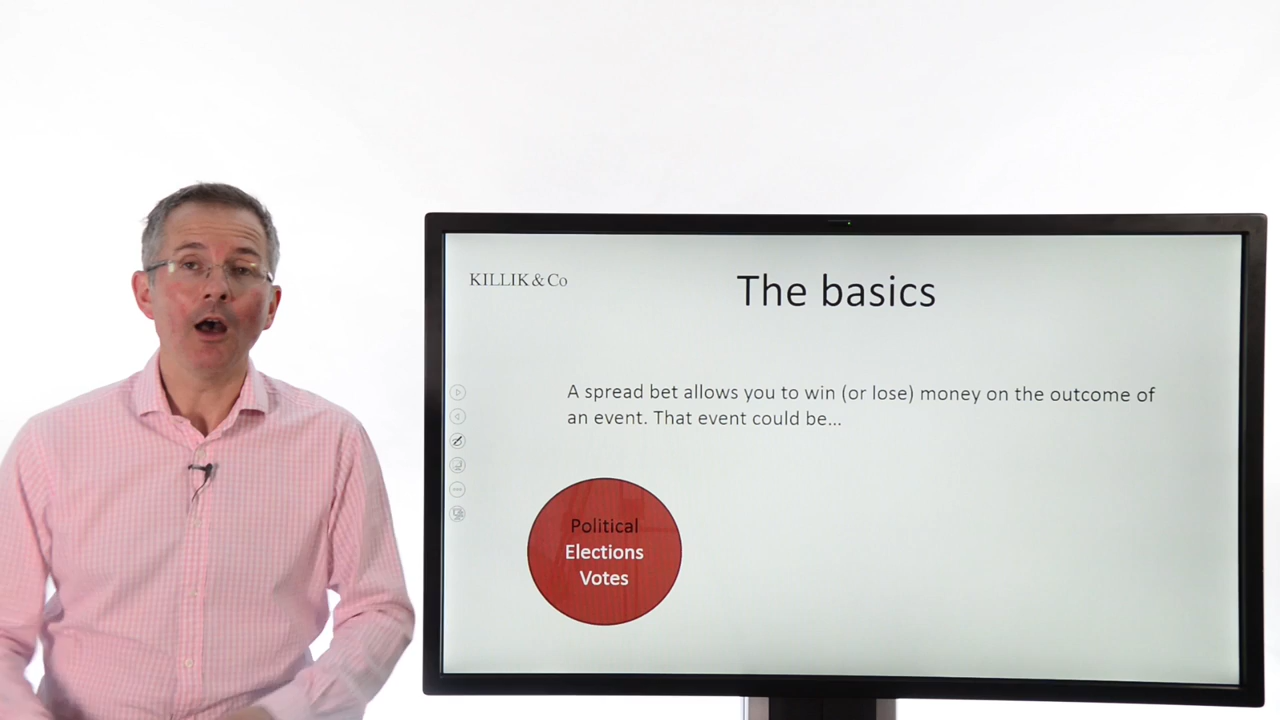 KILLIK & Co
The basics
A spread bet allows you to win (or lose) money on the outcome of
an event. That event could be...
Political
Elections
Votes